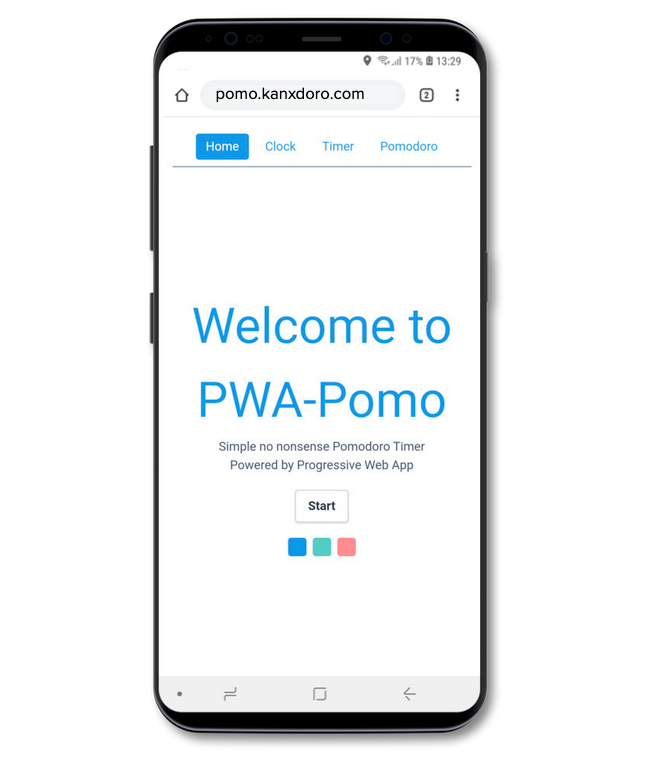 17% 13:29
pomo.kanxdoro.com 2
Home Clock Timer Pomodoro
Welcome to
PWA-Pomo
Simple no nonsense Pomodoro Timer
Powered by Progressive Web App
Start